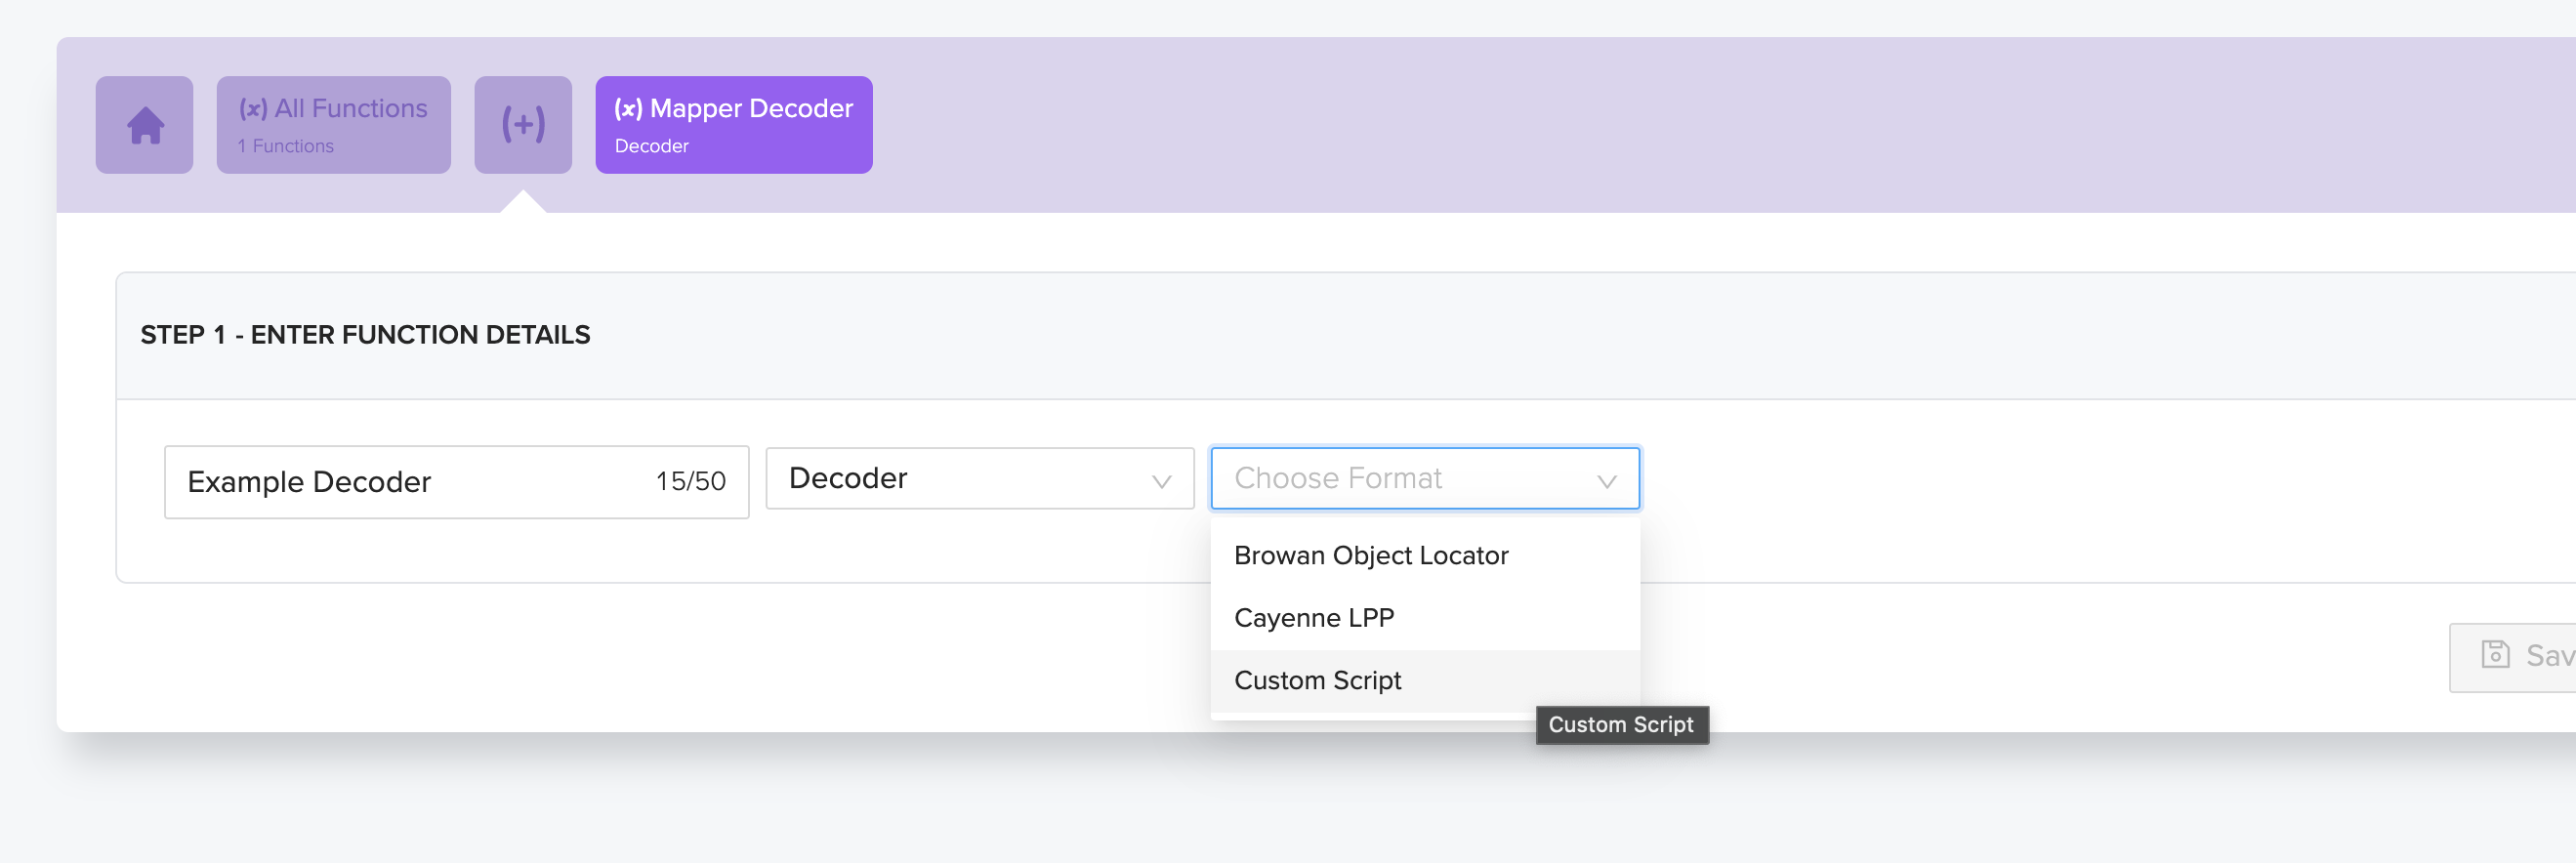 (x) All Functions
1 Functions
(+)
(x) Mapper Decoder
Decoder
STEP 1 - ENTER FUNCTION DETAILS
Example Decoder 15/50
Decoder
Choose Format
Browan Object Locator
Cayenne LPP
Custom Script
Sav
Custom Script